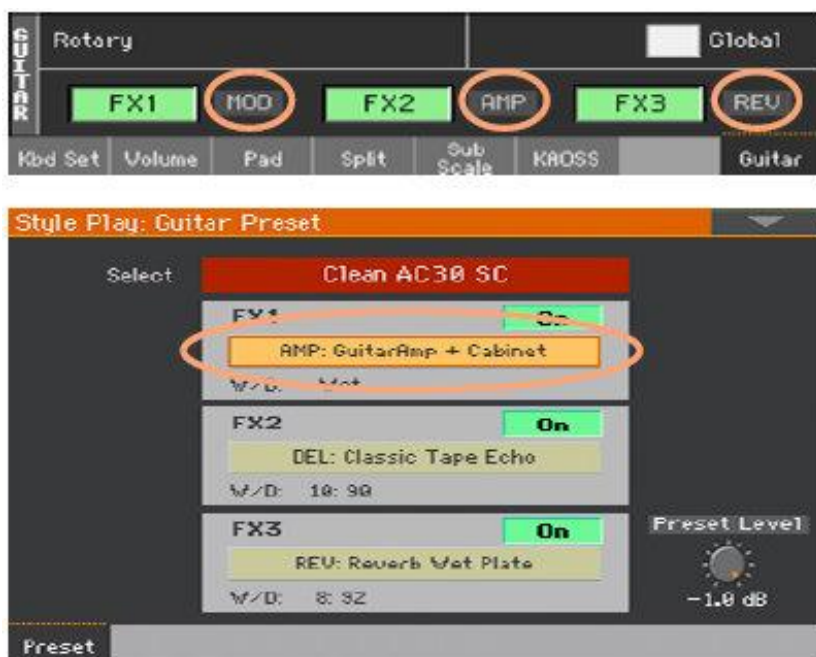 GUITAR
Rotary Global
FX1 MOD FX2 AMP FX3 REV
Kbd Set Volume Pad Split Sub Scale KAOSS Guitar
Style Play: Guitar Preset
Select Clean AC30 SC
FX1 On
AMP: GuitarAmp + Cabinet
W/D: Wet
FX2 On
DEL: Classic Tape Echo
W/D: 10: 90
FX3 On
REV: Reverb Wet Plate
W/D: 8: 92
Preset Level
-1.0 dB
Preset